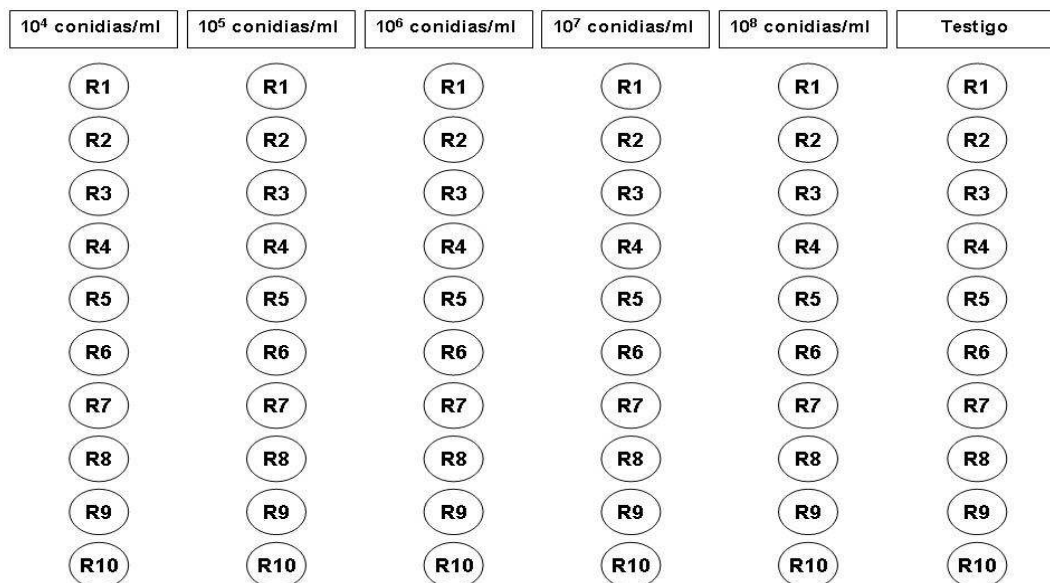 10⁴ conidias/ml 10⁵ conidias/ml 10⁶ conidias/ml 10⁷ conidias/ml 10⁸ conidias/ml Testigo
R1 R1 R1 R1 R1 R1
R2 R2 R2 R2 R2 R2
R3 R3 R3 R3 R3 R3
R4 R4 R4 R4 R4 R4
R5 R5 R5 R5 R5 R5
R6 R6 R6 R6 R6 R6
R7 R7 R7 R7 R7 R7
R8 R8 R8 R8 R8 R8
R9 R9 R9 R9 R9 R9
R10 R10 R10 R10 R10 R10